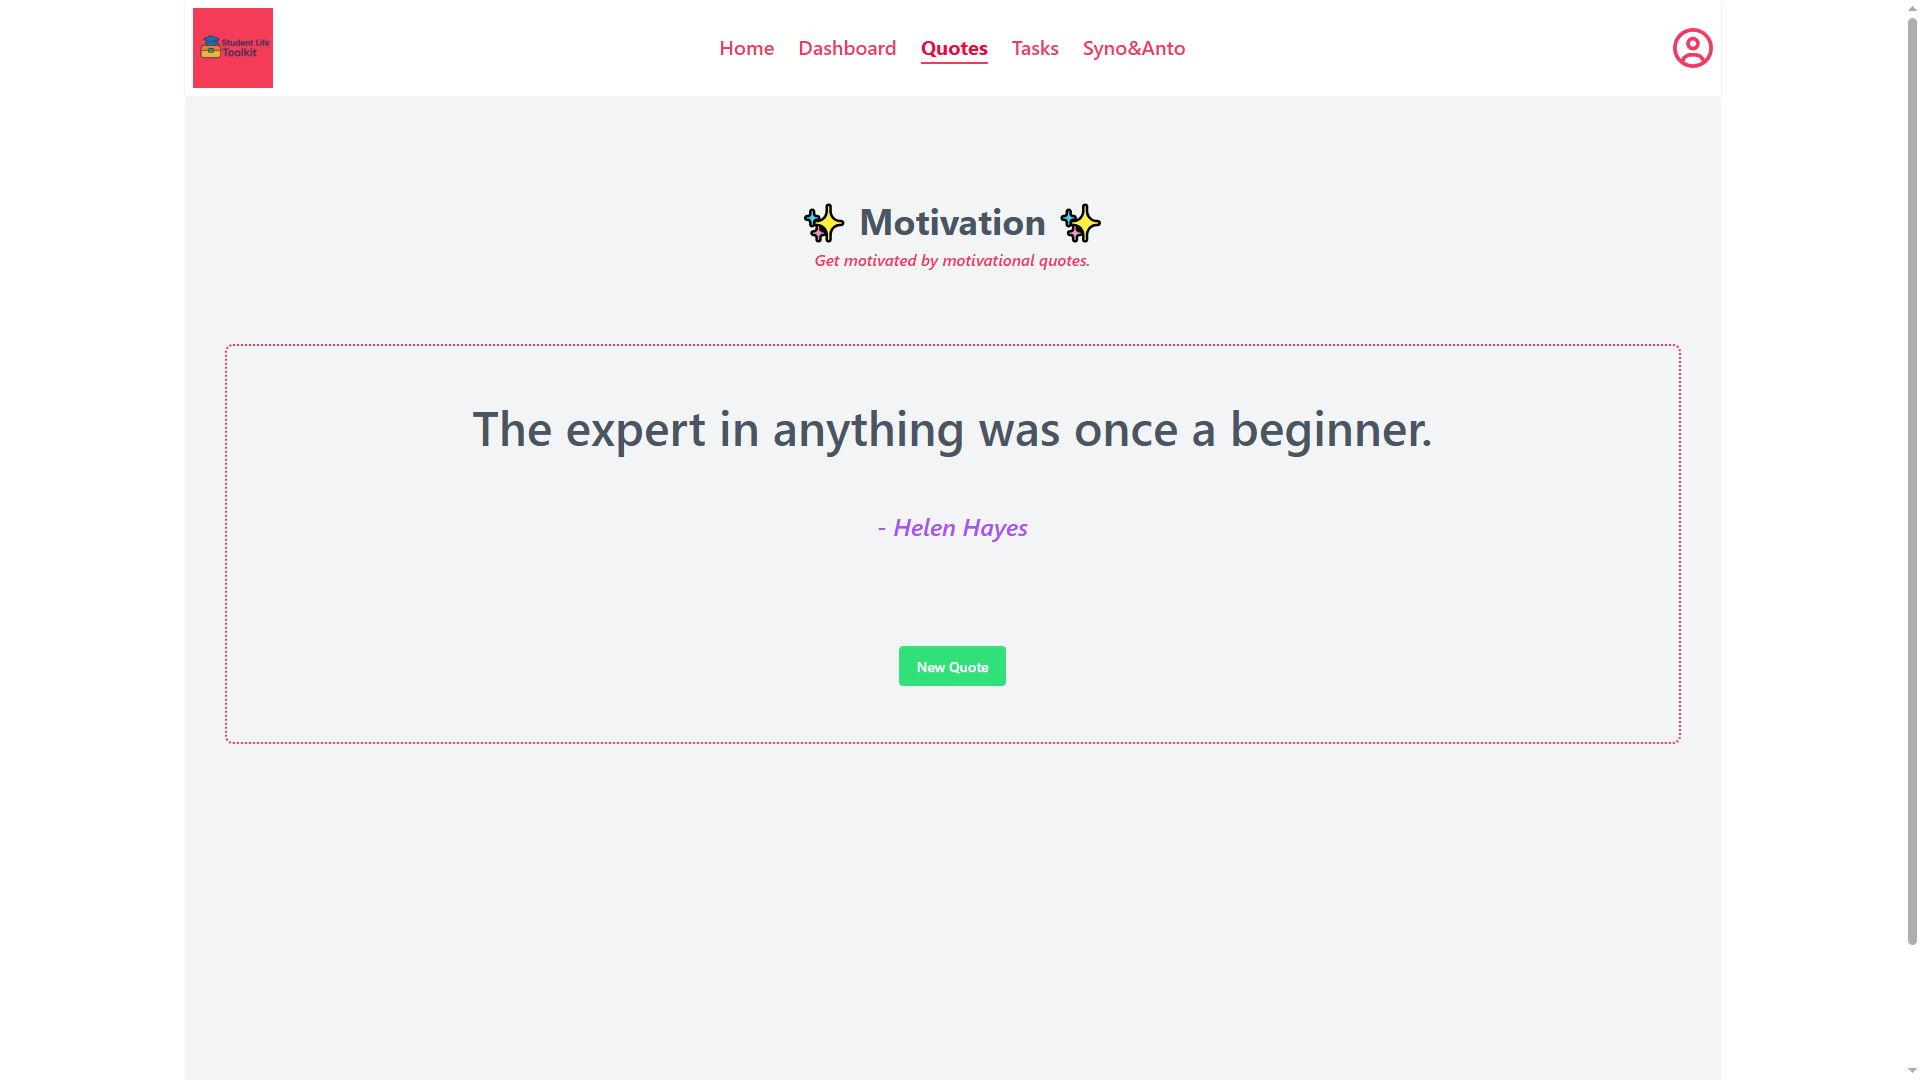 Student Life
Toolkit
Home Dashboard Quotes Tasks Syno&Anto
✨ Motivation ✨
Get motivated by motivational quotes.
The expert in anything was once a beginner.
- Helen Hayes
New Quote